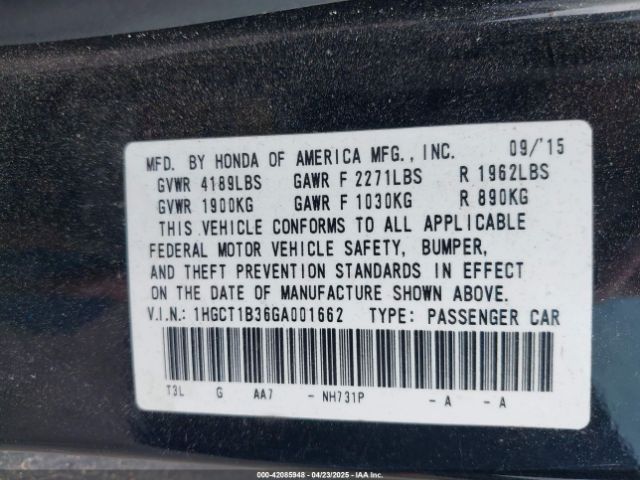 MFD. BY HONDA OF AMERICA MFG., INC. 09/'15
GVWR 4189LBS GAWR F 2271LBS R 1962LBS
GVWR 1900KG GAWR F 1030KG R 890KG
THIS VEHICLE CONFORMS TO ALL APPLICABLE
FEDERAL MOTOR VEHICLE SAFETY, BUMPER,
AND THEFT PREVENTION STANDARDS IN EFFECT
ON THE DATE OF MANUFACTURE SHOWN ABOVE.
V.I.N.: 1HGCT1B36GA001662 TYPE: PASSENGER CAR
T3L G AA7 - NH731P - A - A
000-42085948 - 04/23/2025 - IAA Inc.